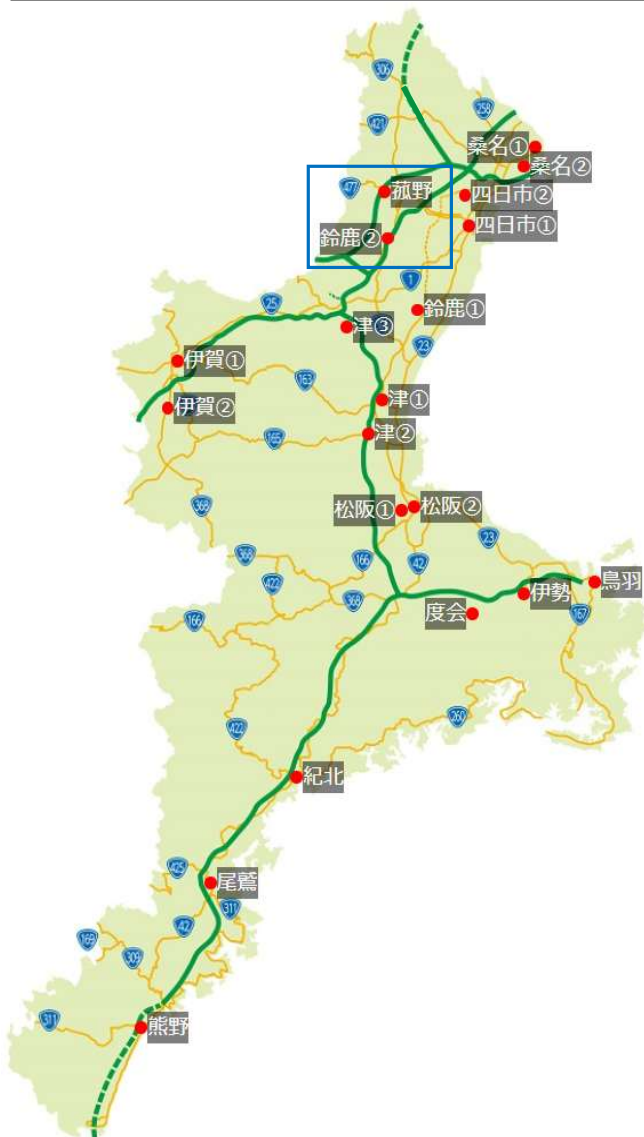 306
258
421
桑名①
桑名②
477
菰野
四日市②
四日市①
鈴鹿②
1
25
鈴鹿①
津③
23
伊賀①
163
津①
伊賀②
165
津②
368
松阪①
松阪②
23
368
166
42
422
368
鳥羽
伊勢
167
度会
166
260
422
紀北
425
尾鷲
311
42
169
309
311
熊野